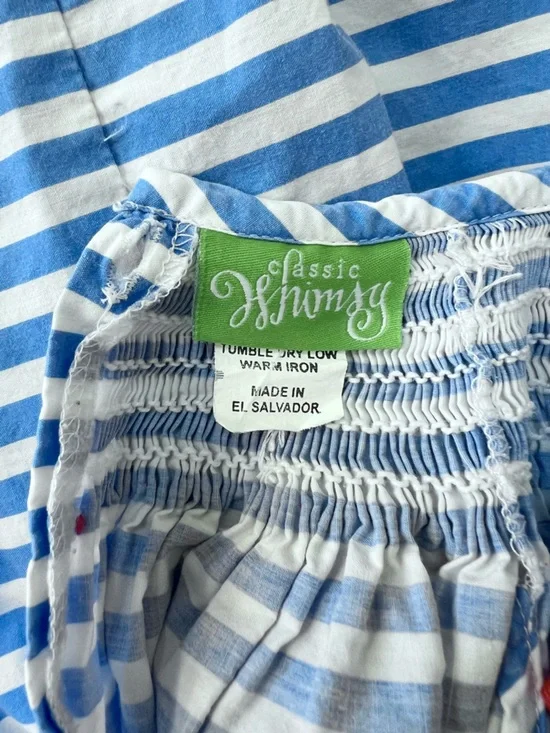 classic
Whimsy
TUMBLE DRY LOW
WARM IRON
MADE IN
EL SALVADOR